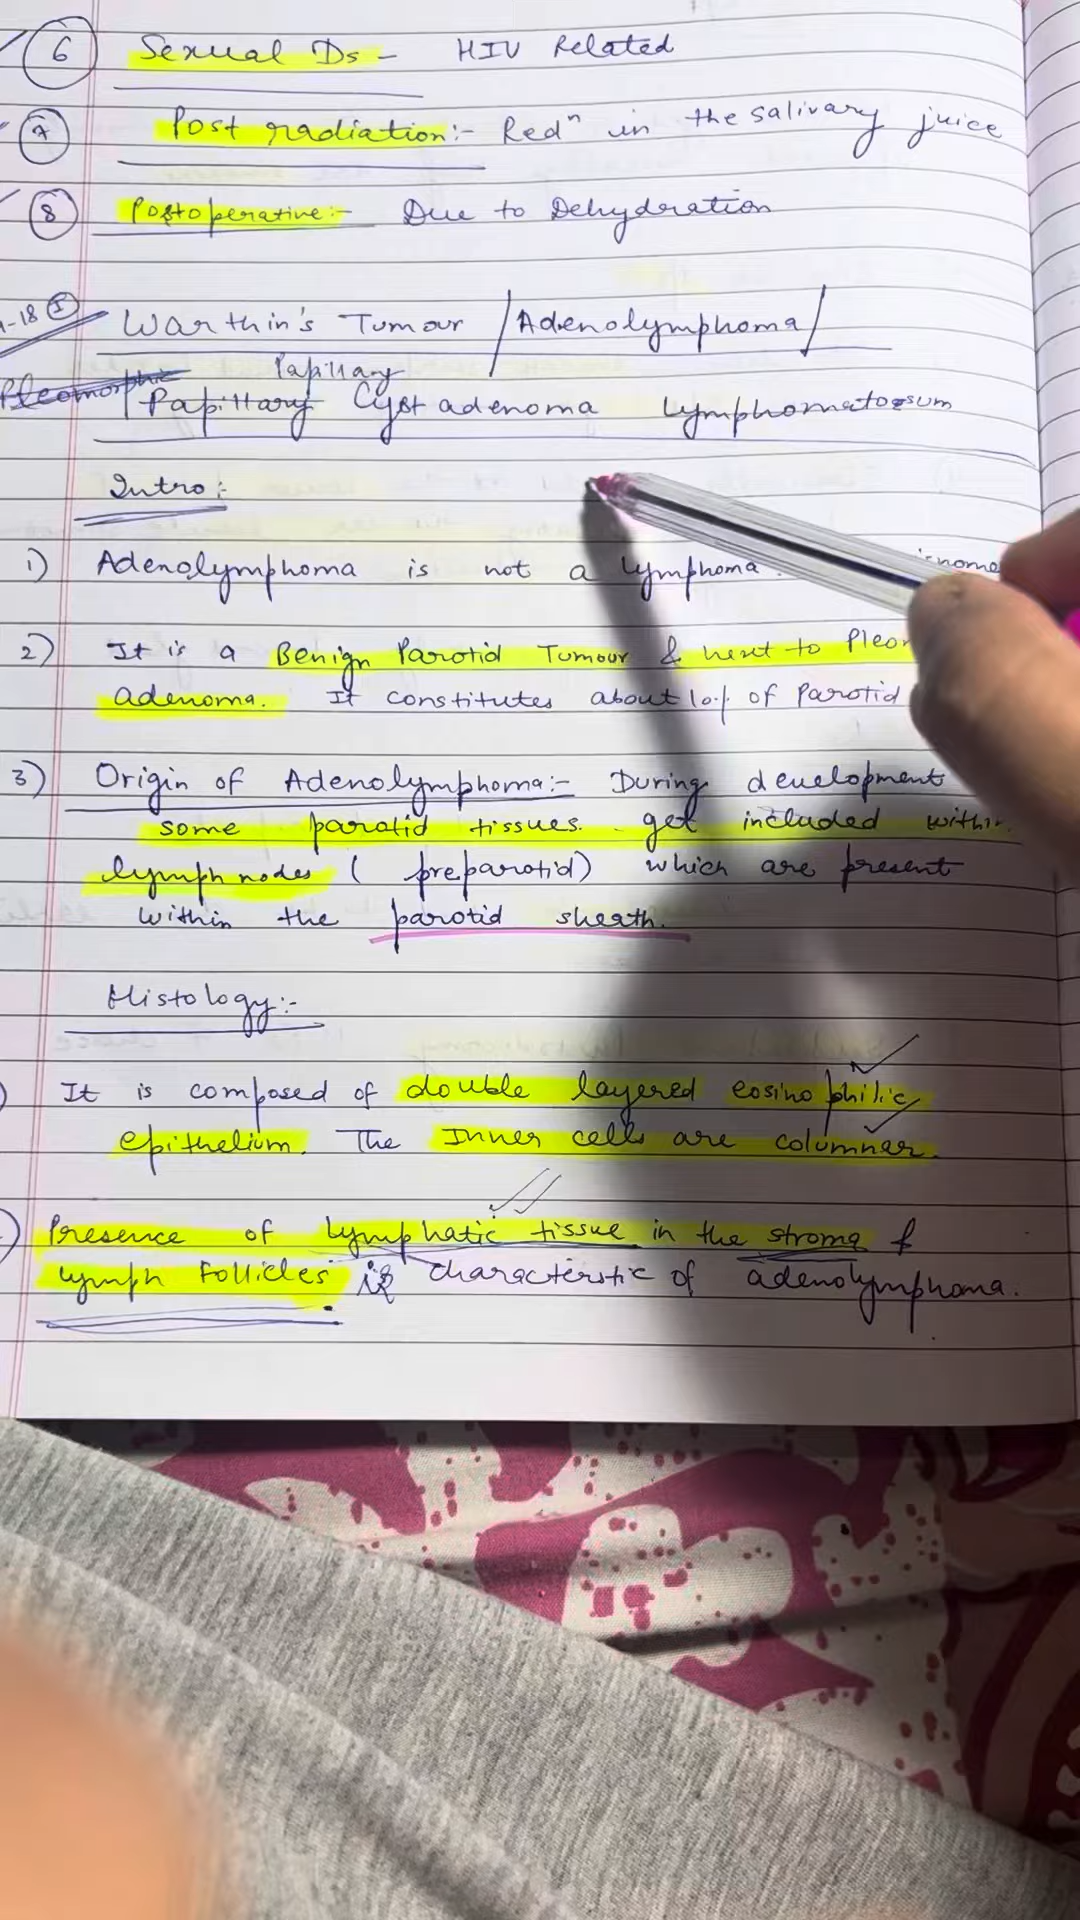 6 Sexual Ds - HIV Related
7 Post radiation:- Redⁿ in the salivary juice
8 Postoperative:- Due to Dehydration
-18 I
Warthin's Tumour / Adenolymphoma /
Pleomorphic Papillary
/ Papillary Cyst adenoma lymphomatosum
Intro:-
1) Adenolymphoma is not a lymphoma.
2) It is a Benign Parotid Tumour & next to Pleo
adenoma. It constitutes about 10% of Parotid
3) Origin of Adenolymphoma:- During development
some parotid tissues get included within
lymph nodes ( preparotid) which are present
within the parotid sheath.
Histology:-
It is composed of double layered eosinophilic
epithelium. The Inner cells are columner.
Presence of lymphatic tissue in the stroma &
lymph Follicles is characterstic of adenolymphoma.